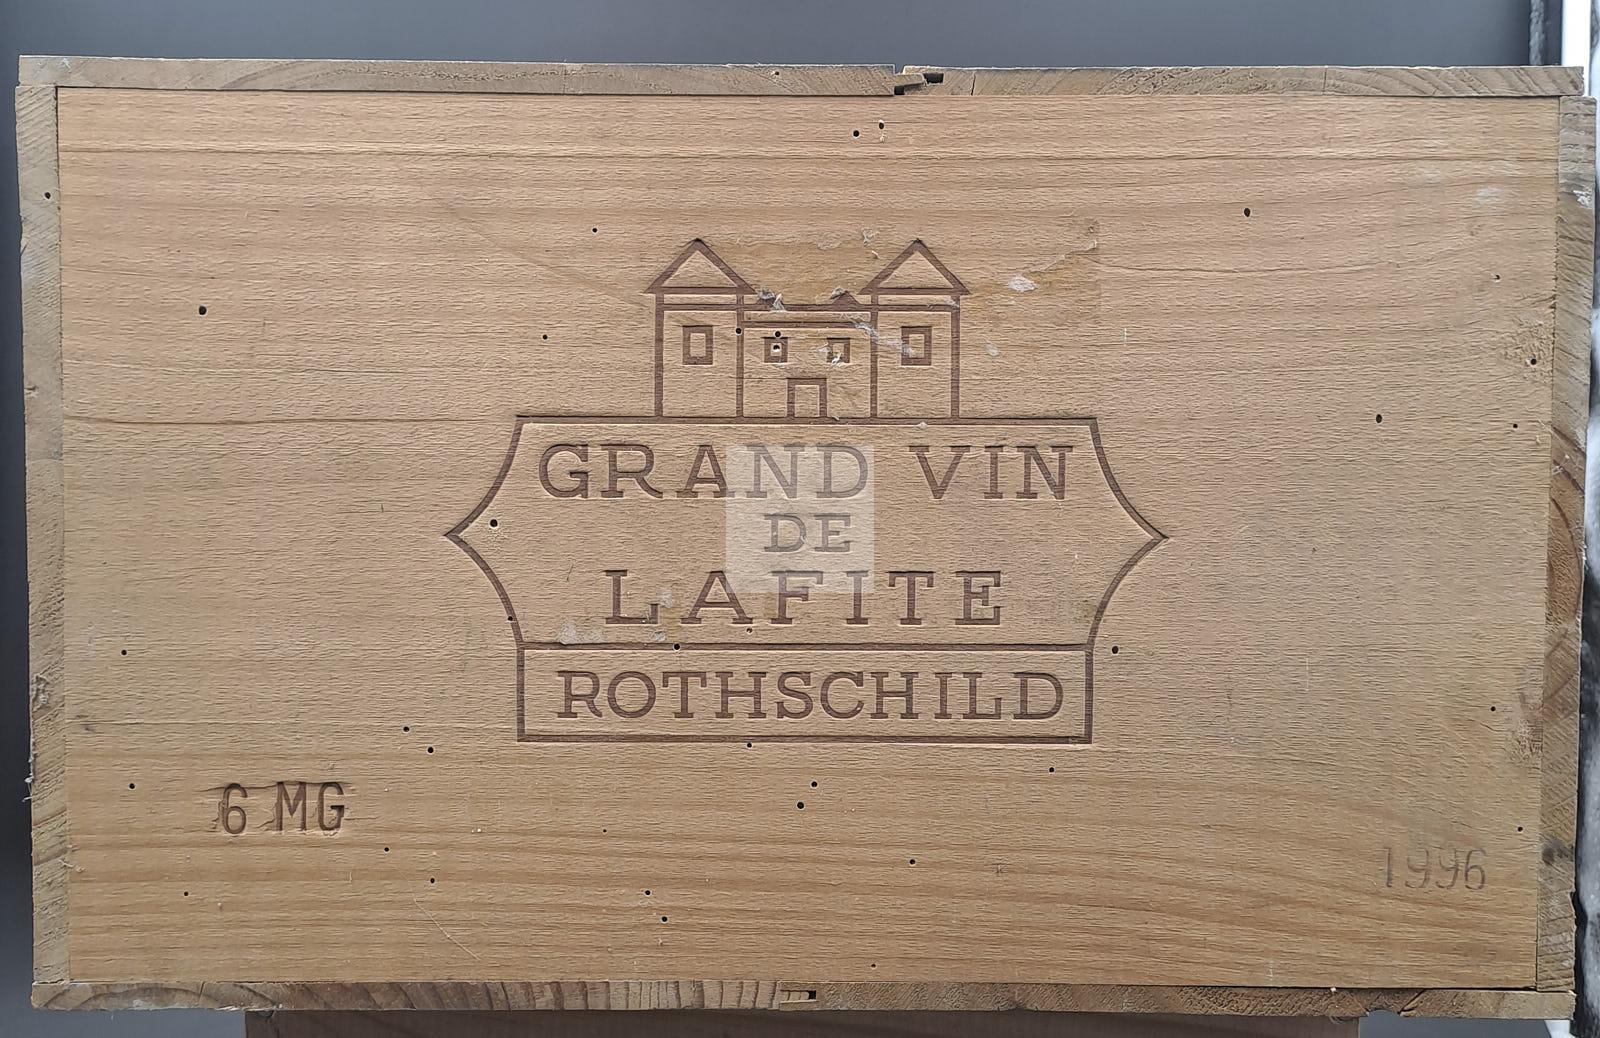 GRAND VIN
DE
LAFITE
ROTHSCHILD
6 MG
1996